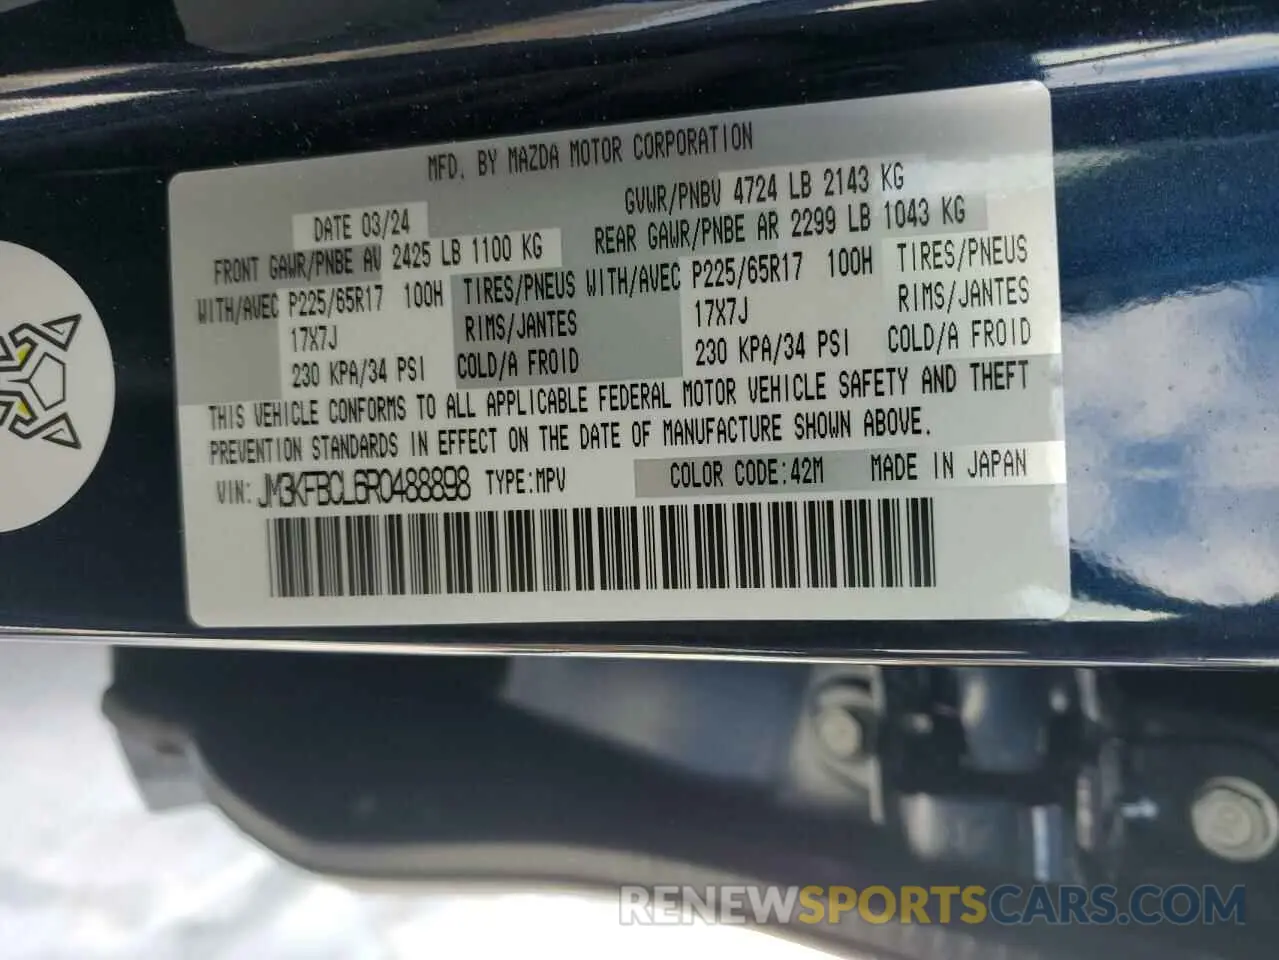 MFD. BY MAZDA MOTOR CORPORATION
DATE 03/24 GVWR/PNBV 4724 LB 2143 KG
FRONT GAWR/PNBE AV 2425 LB 1100 KG REAR GAWR/PNBE AR 2299 LB 1043 KG
WITH/AVEC P225/65R17 100H TIRES/PNEUS WITH/AVEC P225/65R17 100H TIRES/PNEUS
17X7J RIMS/JANTES 17X7J RIMS/JANTES
230 KPA/34 PSI COLD/A FROID 230 KPA/34 PSI COLD/A FROID
THIS VEHICLE CONFORMS TO ALL APPLICABLE FEDERAL MOTOR VEHICLE SAFETY AND THEFT
PREVENTION STANDARDS IN EFFECT ON THE DATE OF MANUFACTURE SHOWN ABOVE.
VIN: JM3KFBCL6R0488898 TYPE:MPV COLOR CODE:42M MADE IN JAPAN
RENEWSPORTSCARS.COM